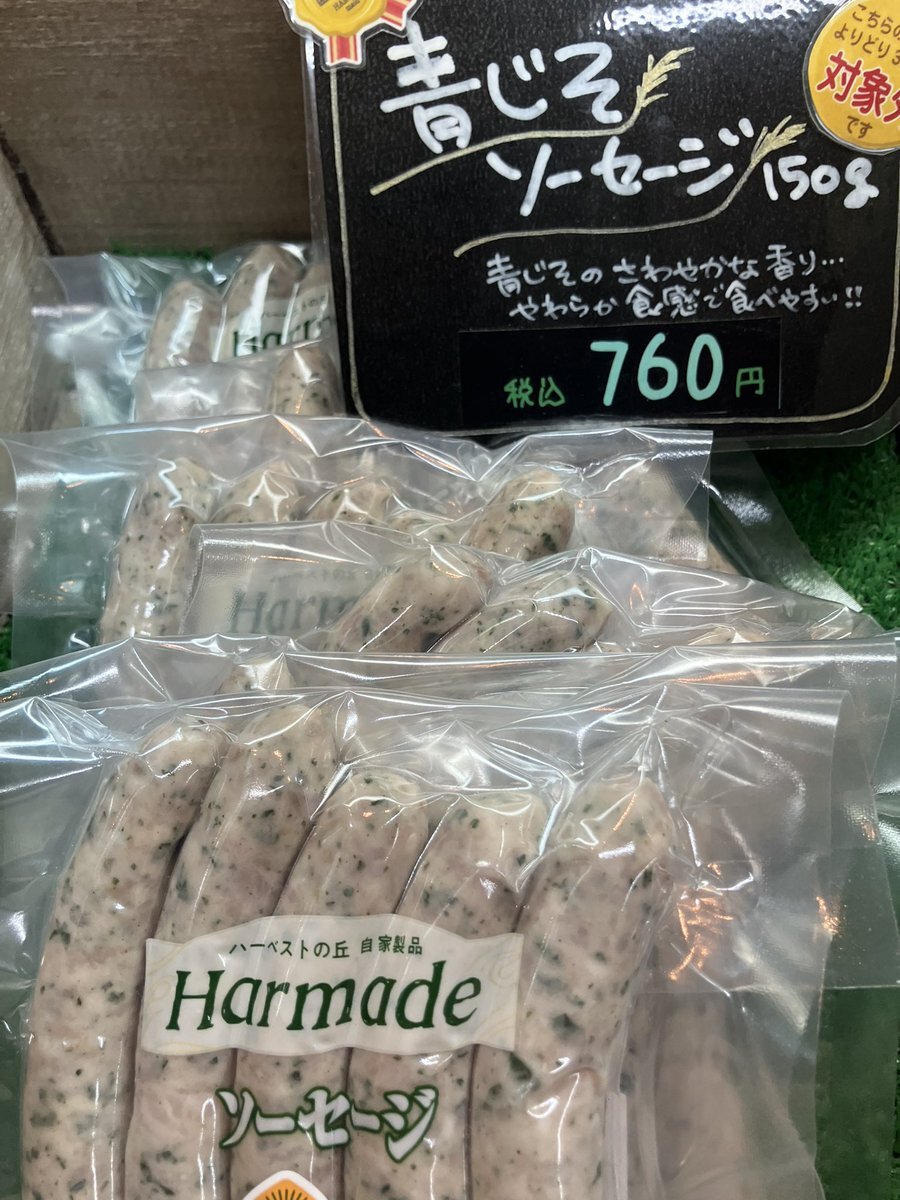 青じそ
ソーセージ 150g
青じその さわやかな 香り…
やわらか 食感で食べやすい!!
税込 760円
こちらの
よりどり3
対象
です
ハーベストの丘 自家製品
Harmade
ソーセージ
Harmade